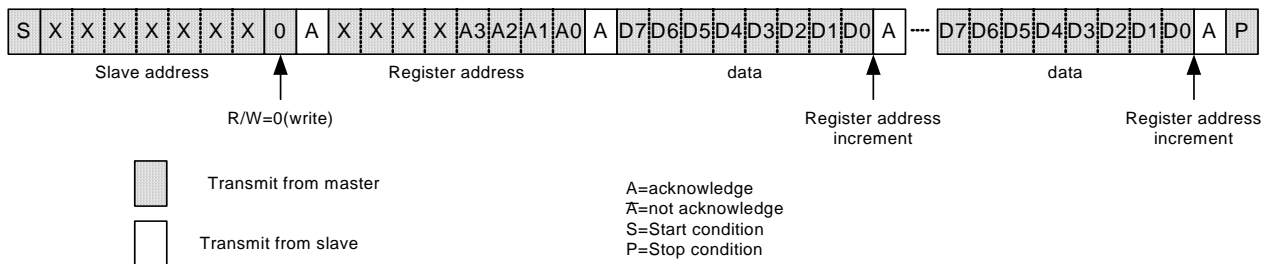 S X X X X X X X 0 A X X X X A3 A2 A1 A0 A D7 D6 D5 D4 D3 D2 D1 D0 A ---- D7 D6 D5 D4 D3 D2 D1 D0 A P
Slave address Register address data data
R/W=0(write) Register address increment Register address increment
Transmit from master
Transmit from slave
A=acknowledge
A̅=not acknowledge
S=Start condition
P=Stop condition